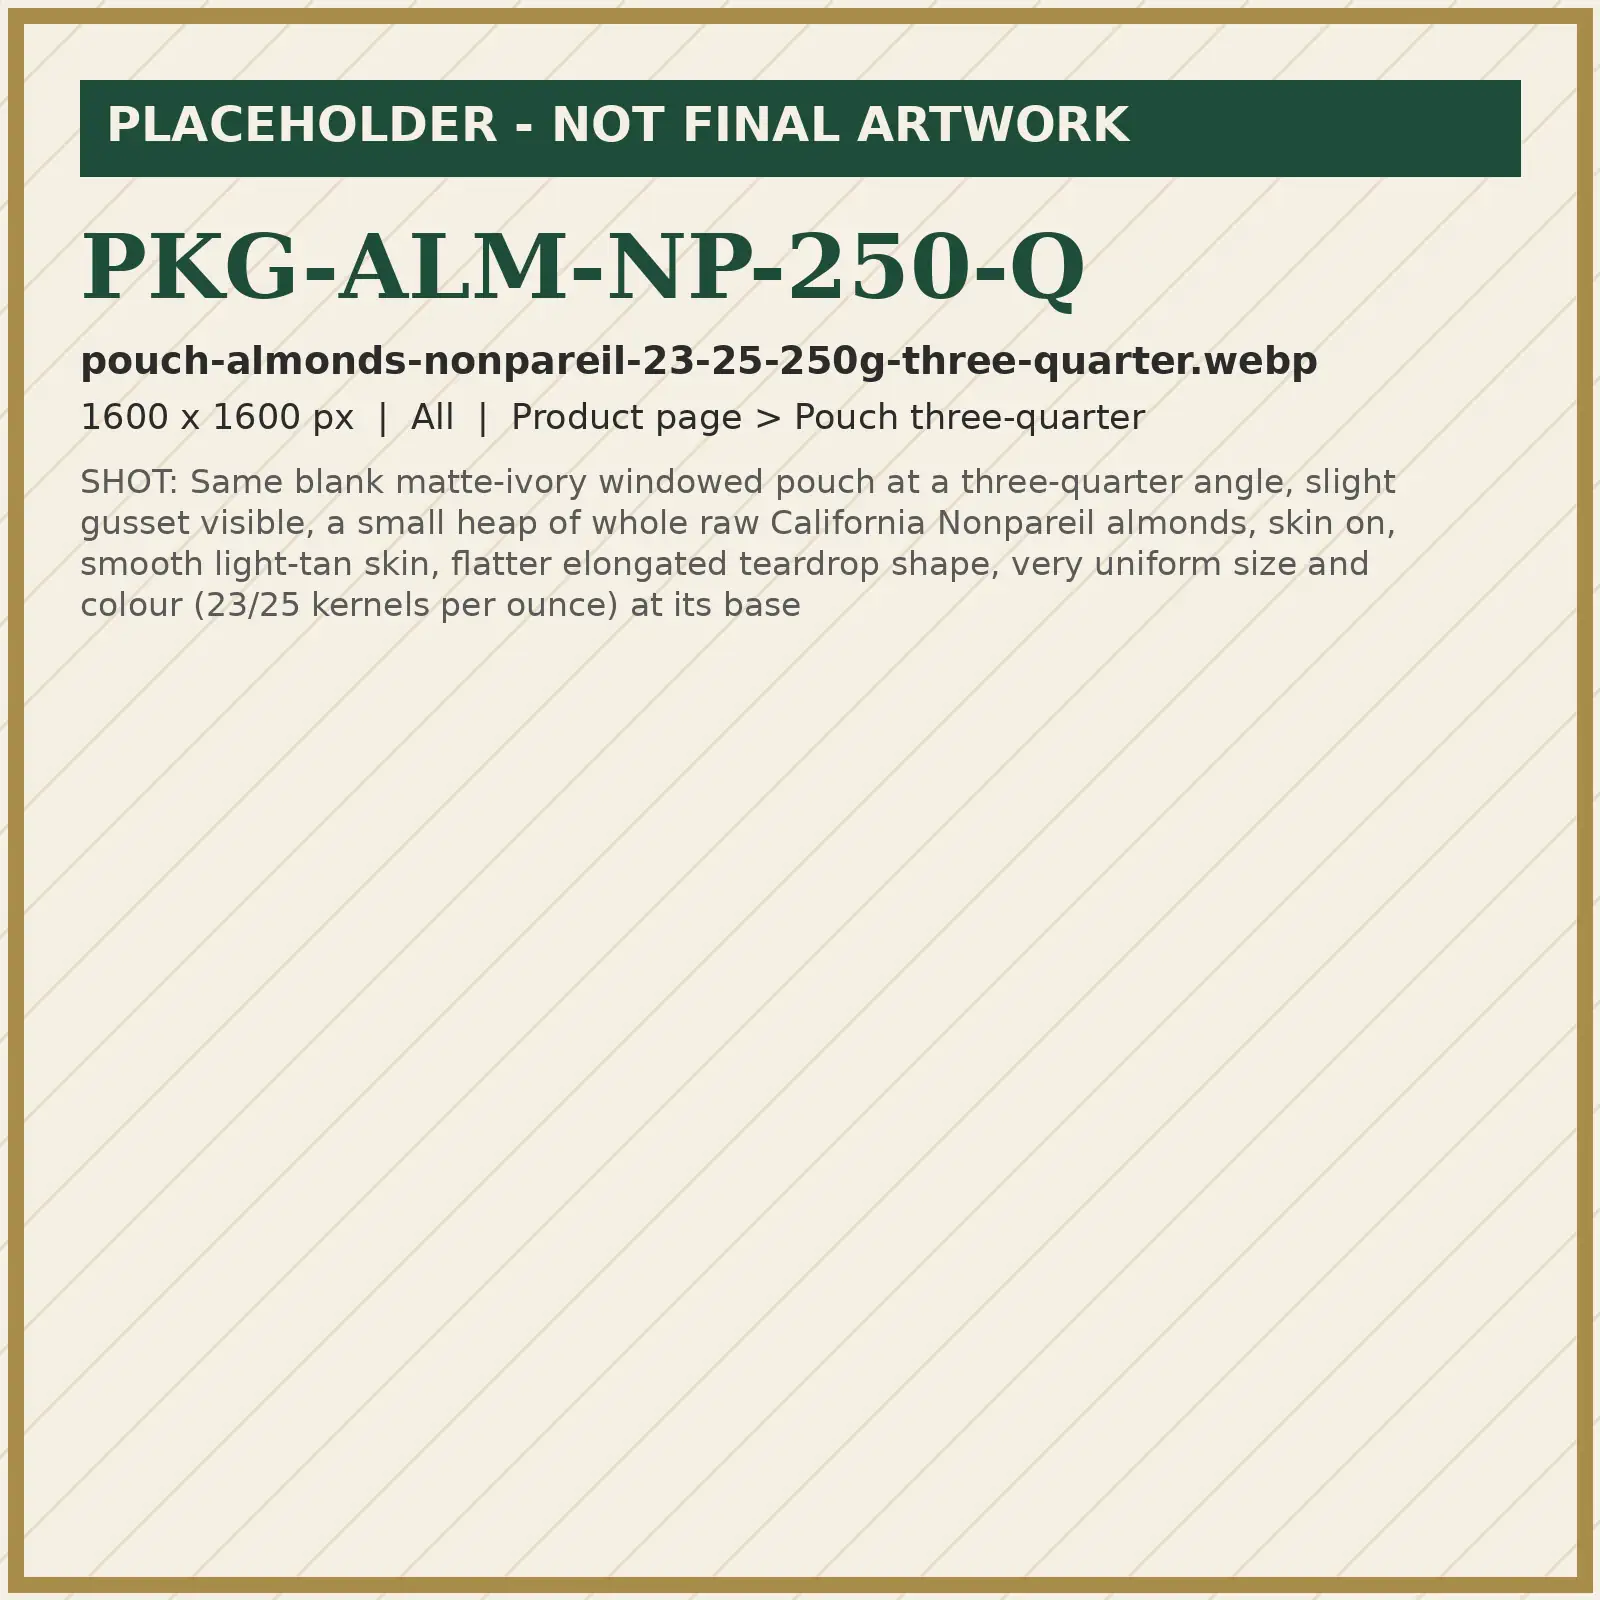 PLACEHOLDER - NOT FINAL ARTWORK
PKG-ALM-NP-250-Q
pouch-almonds-nonpareil-23-25-250g-three-quarter.webp
1600 x 1600 px | All | Product page > Pouch three-quarter
SHOT: Same blank matte-ivory windowed pouch at a three-quarter angle, slight
gusset visible, a small heap of whole raw California Nonpareil almonds, skin on,
smooth light-tan skin, flatter elongated teardrop shape, very uniform size and
colour (23/25 kernels per ounce) at its base